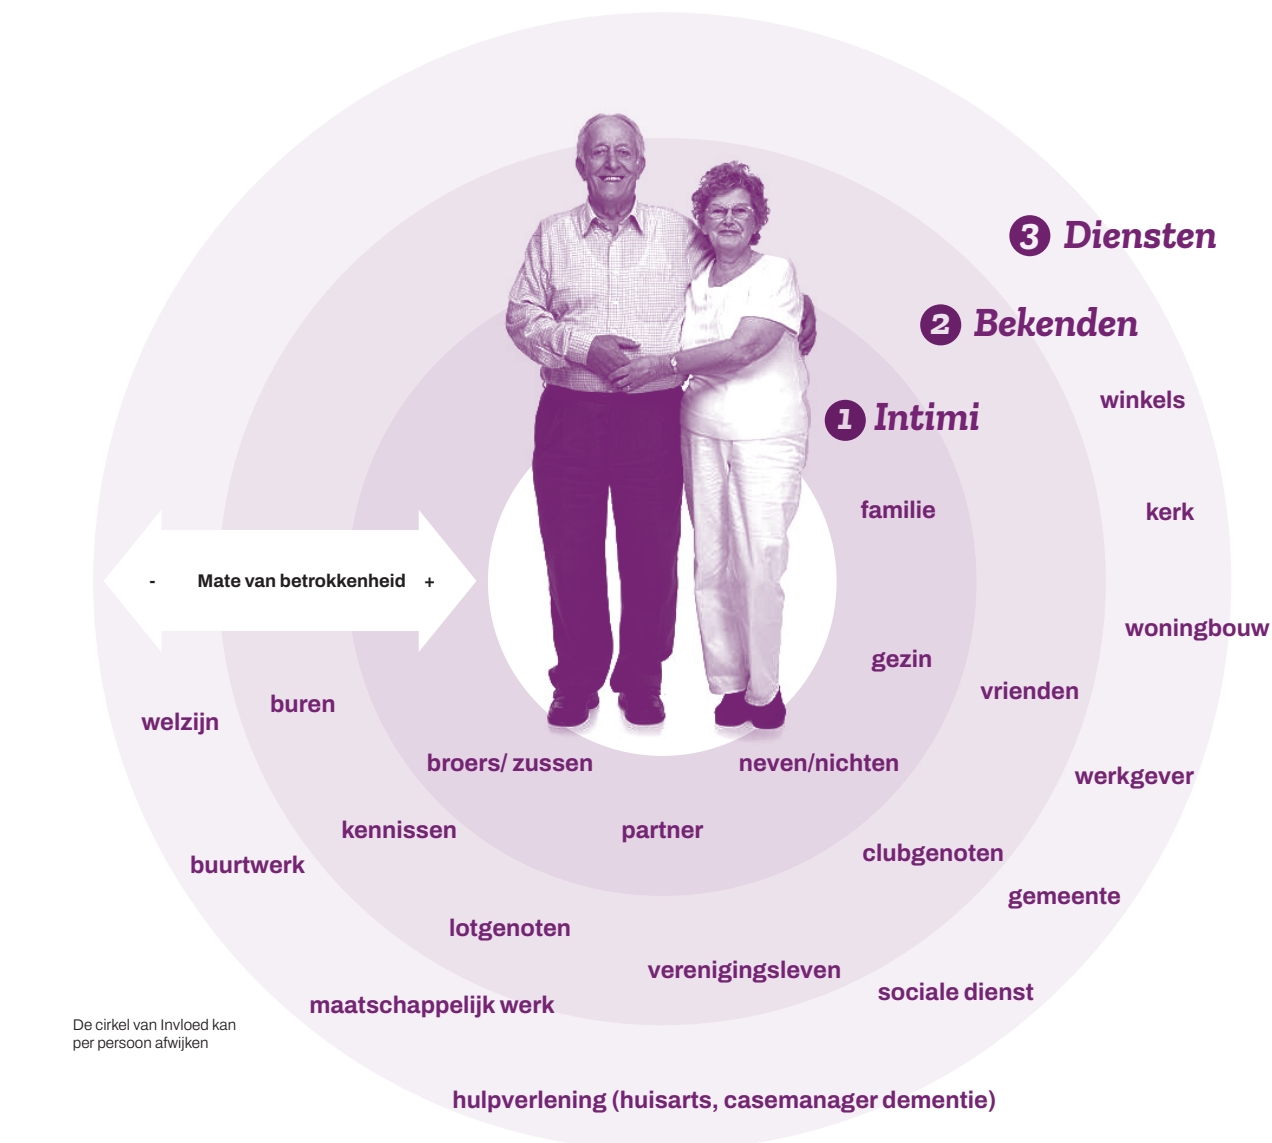 3 Diensten
2 Bekenden
winkels
1 Intimi
familie
kerk
- Mate van betrokkenheid +
woningbouw
gezin
vrienden
buren
welzijn
broers/ zussen
neven/nichten
werkgever
kennissen
partner
clubgenoten
buurtwerk
gemeente
lotgenoten
verenigingsleven
sociale dienst
maatschappelijk werk
De cirkel van Invloed kan
per persoon afwijken
hulpverlening (huisarts, casemanager dementie)